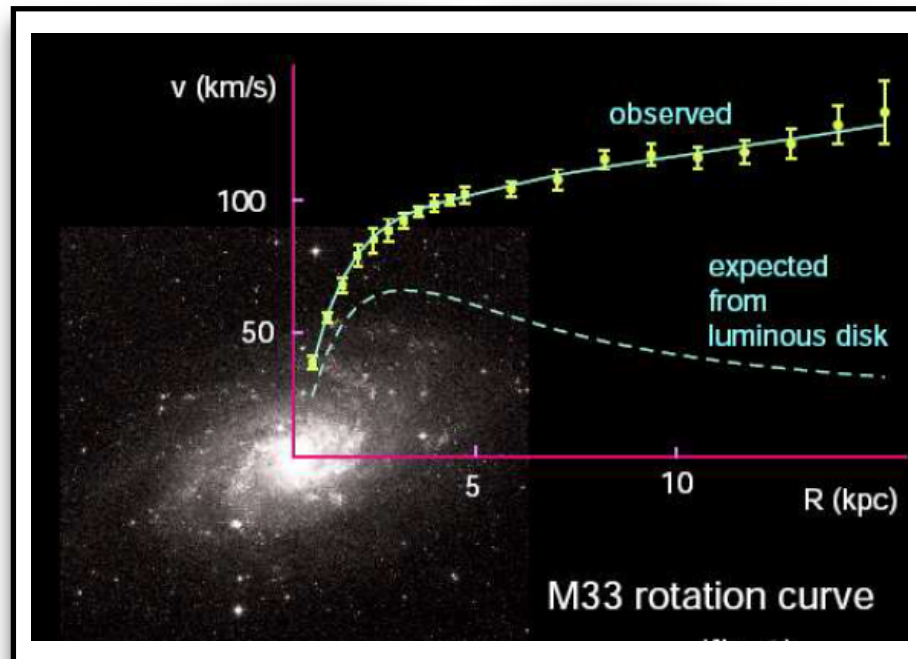 v (km/s)
observed
100
expected
from
luminous disk
50
5
10
R (kpc)
M33 rotation curve